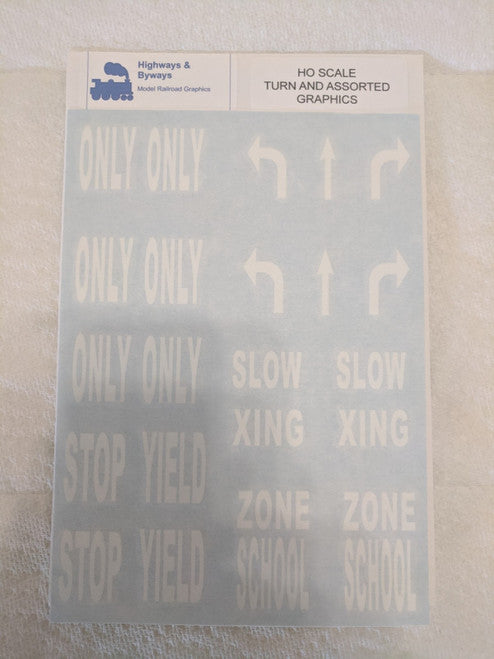 Highways &
Byways
Model Railroad Graphics
HO SCALE
TURN AND ASSORTED
GRAPHICS
ONLY ONLY
ONLY ONLY
ONLY ONLY
STOP YIELD
STOP YIELD
SLOW SLOW
XING XING
ZONE ZONE
SCHOOL SCHOOL